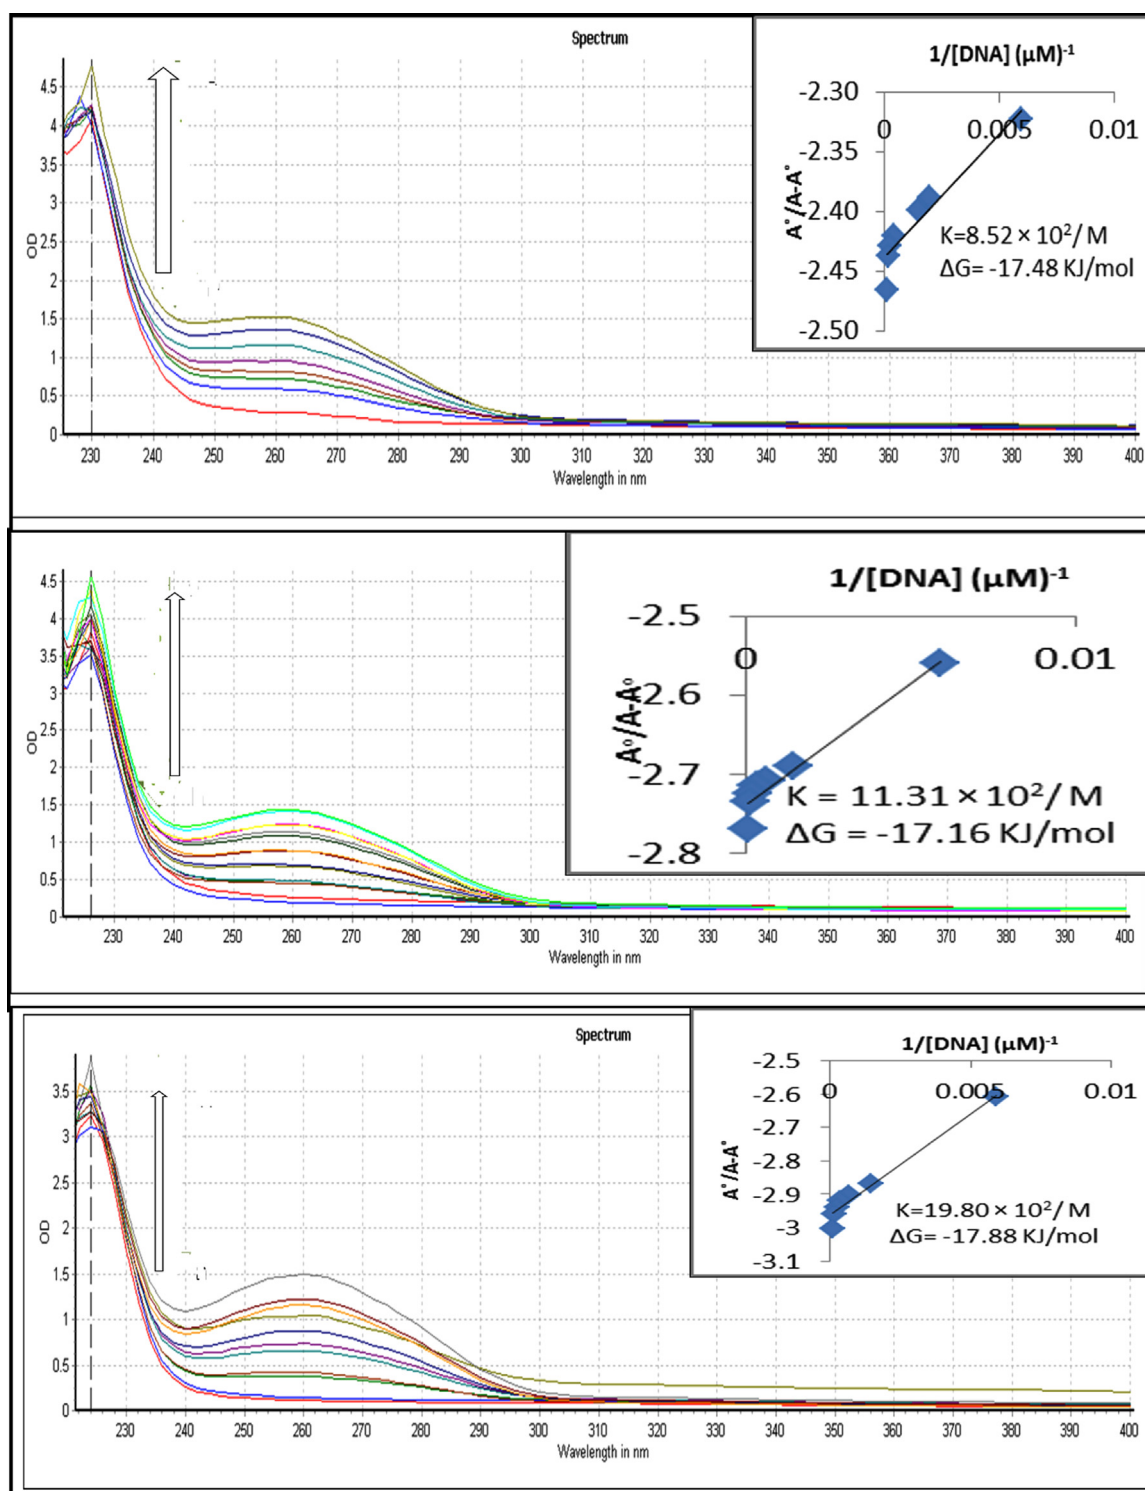 Spectrum
4.5
4
3.5
3
2.5
2
1.5
1
0.5
0
OD
230 240 250 260 270 280 290 300 310 320 330 340 350 360 370 380 390 400
Wavelength in nm
1/[DNA] (μM)-1
-2.30
-2.35
-2.40
-2.45
-2.50
0 0.005 0.01
A°/A-A°
K=8.52 × 10²/ M
ΔG= -17.48 KJ/mol
4.5
4
3.5
3
2.5
2
1.5
1
0.5
0
OD
230 240 250 260 270 280 290 300 310 320 330 340 350 360 370 380 390 400
Wavelength in nm
1/[DNA] (μM)-1
-2.5
-2.6
-2.7
-2.8
0 0.01
A°/A-A°
K = 11.31 × 10²/ M
ΔG = -17.16 KJ/mol
Spectrum
3.5
3
2.5
2
1.5
1
0.5
0
OD
230 240 250 260 270 280 290 300 310 320 330 340 350 360 370 380 390 400
Wavelength in nm
1/[DNA] (μM)-1
-2.5
-2.6
-2.7
-2.8
-2.9
-3
-3.1
0 0.005 0.01
A°/A-A°
K=19.80 × 10²/ M
ΔG= -17.88 KJ/mol